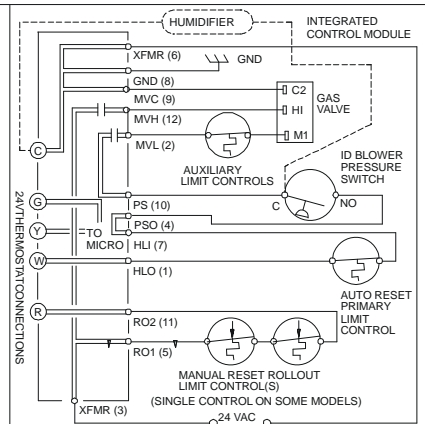 HUMIDIFIER
INTEGRATED
CONTROL MODULE
XFMR (6)
GND
GND (8)
MVC (9)
C2
GAS
VALVE
MVH (12)
HI
MVL (2)
M1
AUXILIARY
LIMIT CONTROLS
ID BLOWER
PRESSURE
SWITCH
C
G
Y
W
R
24VTHERMOSTATCONNECTIONS
PS (10)
C
NO
PSO (4)
TO
MICRO
HLI (7)
HLO (1)
AUTO RESET
PRIMARY
LIMIT
CONTROL
RO2 (11)
RO1 (5)
MANUAL RESET ROLLOUT
LIMIT CONTROL(S)
(SINGLE CONTROL ON SOME MODELS)
XFMR (3)
24 VAC